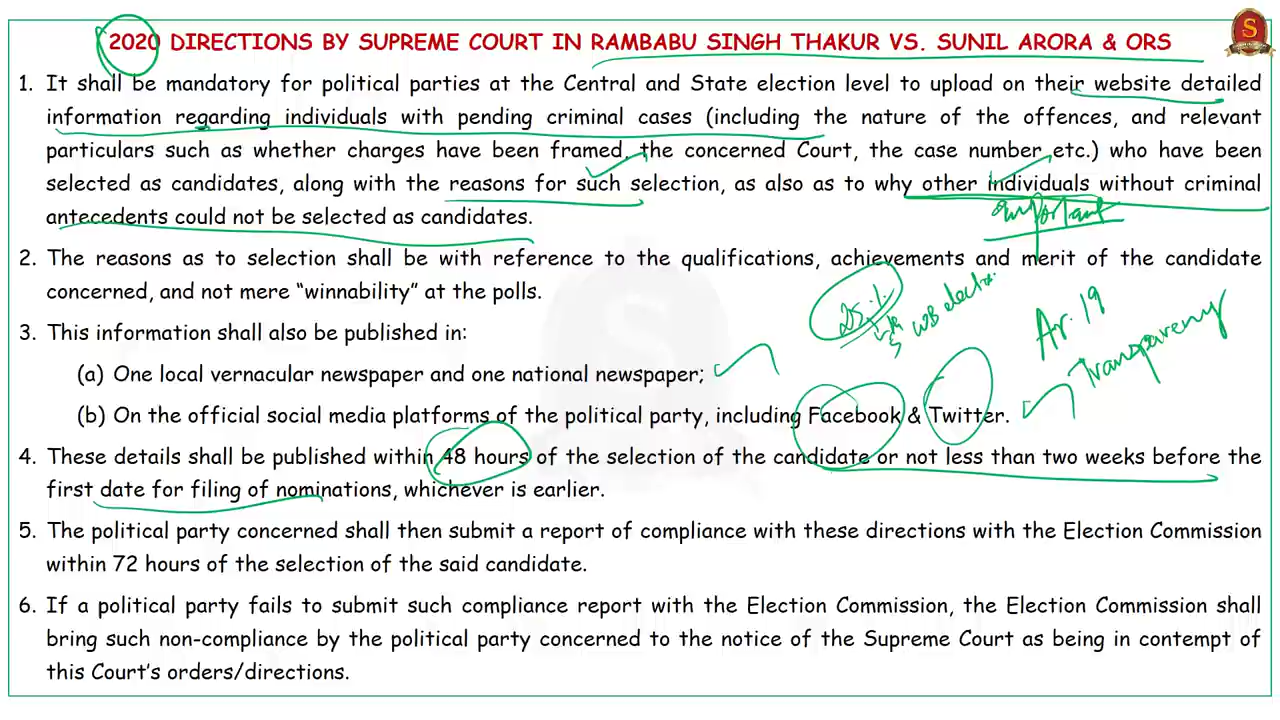 2020 DIRECTIONS BY SUPREME COURT IN RAMBABU SINGH THAKUR VS. SUNIL ARORA & ORS
1. It shall be mandatory for political parties at the Central and State election level to upload on their website detailed
information regarding individuals with pending criminal cases (including the nature of the offences, and relevant
particulars such as whether charges have been framed, the concerned Court, the case number etc.) who have been
selected as candidates, along with the reasons for such selection, as also as to why other individuals without criminal
antecedents could not be selected as candidates.
important
2. The reasons as to selection shall be with reference to the qualifications, achievements and merit of the candidate
concerned, and not mere “winnability” at the polls.
25%
WB
Ar. 19
Transparency
3. This information shall also be published in:
(a) One local vernacular newspaper and one national newspaper;
(b) On the official social media platforms of the political party, including Facebook & Twitter.
4. These details shall be published within 48 hours of the selection of the candidate or not less than two weeks before the
first date for filing of nominations, whichever is earlier.
5. The political party concerned shall then submit a report of compliance with these directions with the Election Commission
within 72 hours of the selection of the said candidate.
6. If a political party fails to submit such compliance report with the Election Commission, the Election Commission shall
bring such non-compliance by the political party concerned to the notice of the Supreme Court as being in contempt of
this Court’s orders/directions.